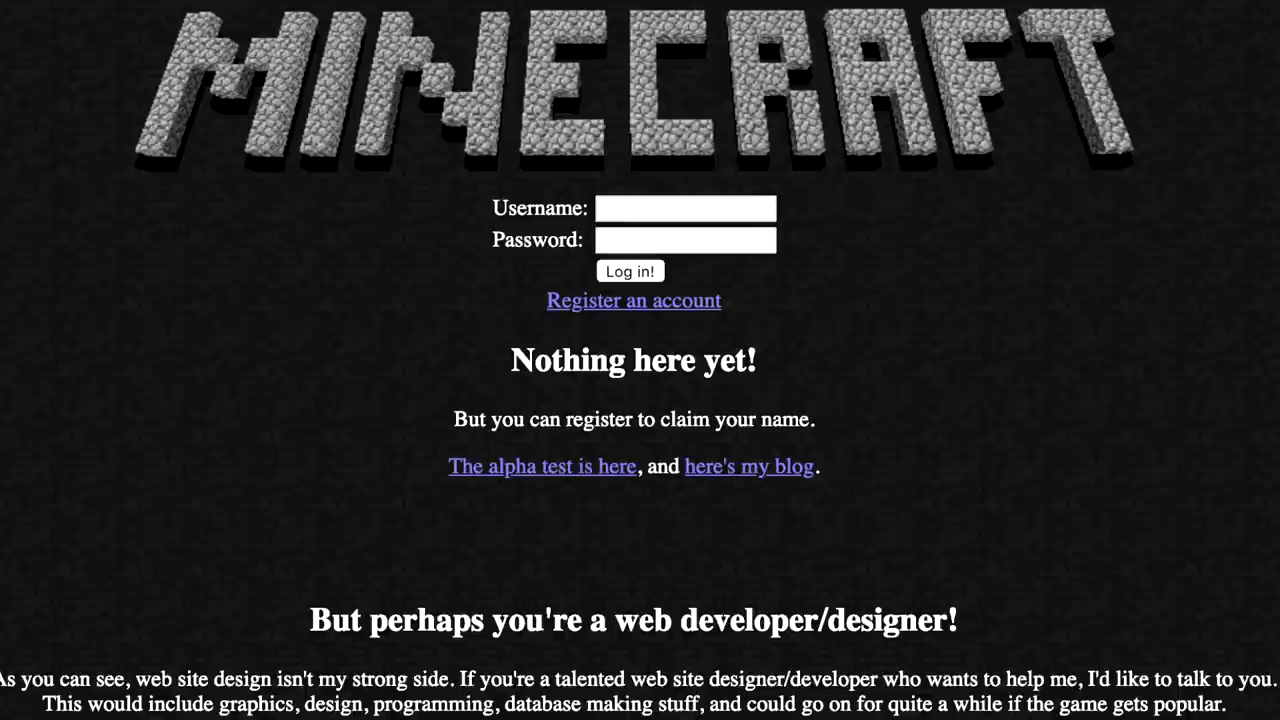 MINECRAFT
Username:
Password:
Log in!
Register an account
Nothing here yet!
But you can register to claim your name.
The alpha test is here, and here's my blog.
But perhaps you're a web developer/designer!
As you can see, web site design isn't my strong side. If you're a talented web site designer/developer who wants to help me, I'd like to talk to you.
This would include graphics, design, programming, database making stuff, and could go on for quite a while if the game gets popular.